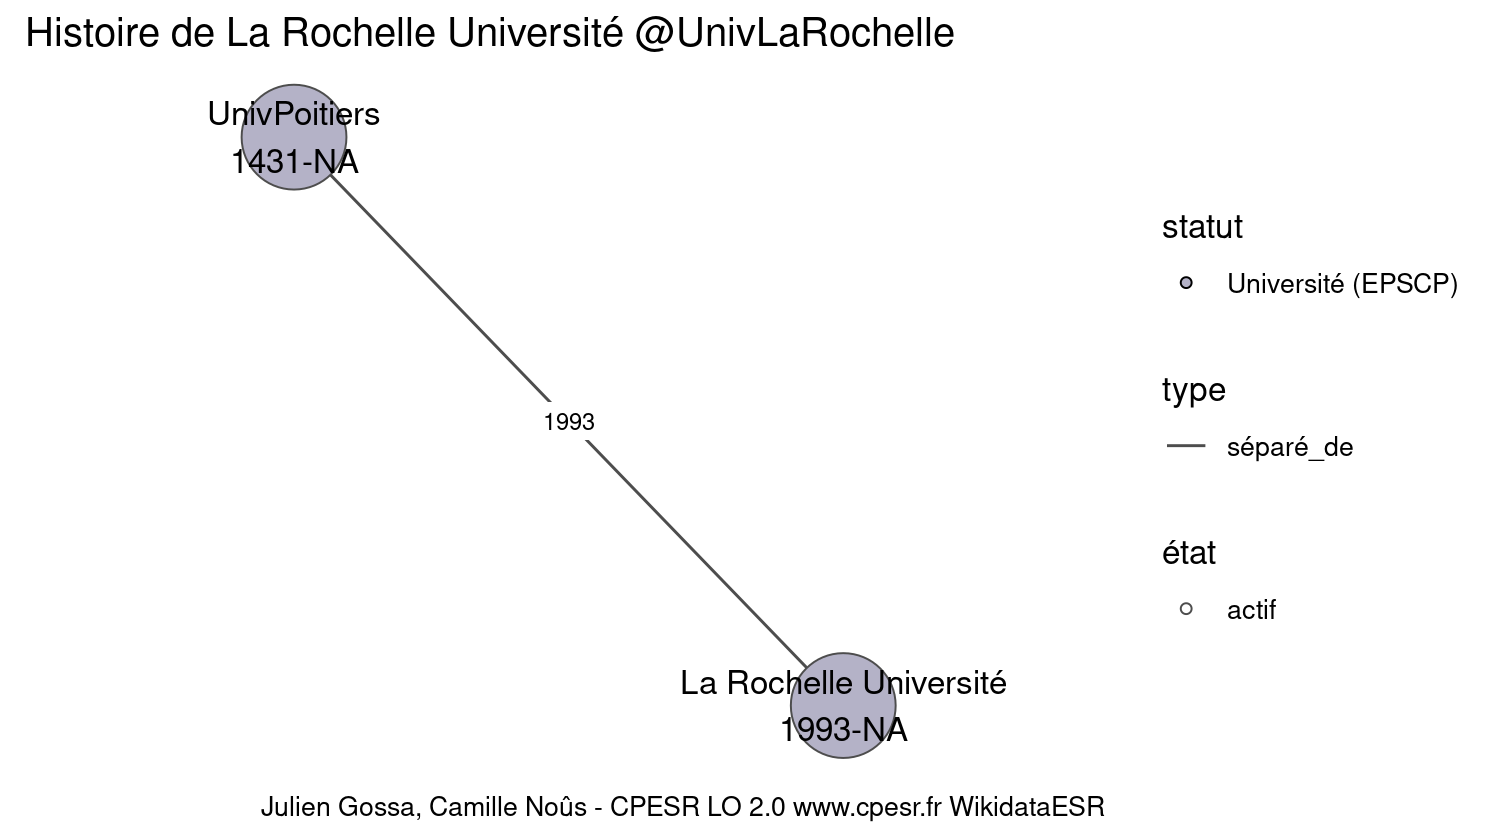 Histoire de La Rochelle Université @UnivLaRochelle
UnivPoitiers
1431-NA
1993
La Rochelle Université
1993-NA
statut
Université (EPSCP)
type
séparé_de
état
actif
Julien Gossa, Camille Noûs - CPESR LO 2.0 www.cpesr.fr WikidataESR